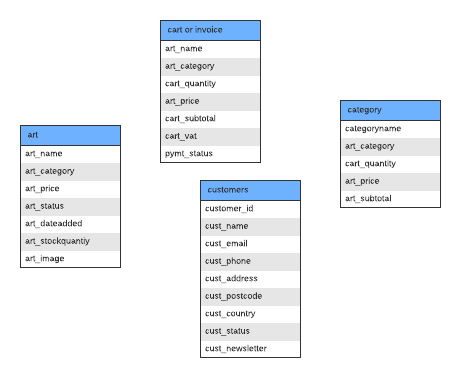 cart or invoice
art_name
art_category
cart_quantity
art_price
cart_subtotal
cart_vat
pymt_status
category
categoryname
art_category
cart_quantity
art_price
art_subtotal
art
art_name
art_category
art_price
art_status
art_dateadded
art_stockquantiy
art_image
customers
customer_id
cust_name
cust_email
cust_phone
cust_address
cust_postcode
cust_country
cust_status
cust_newsletter